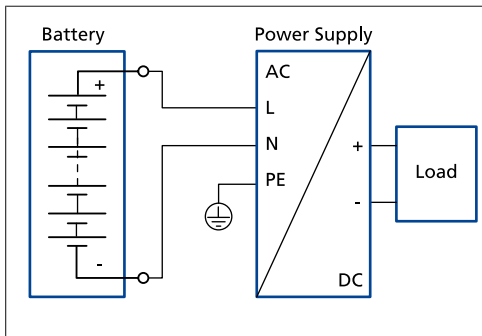 Battery
Power Supply
+
-
AC
L
N
PE
+
-
DC
Load